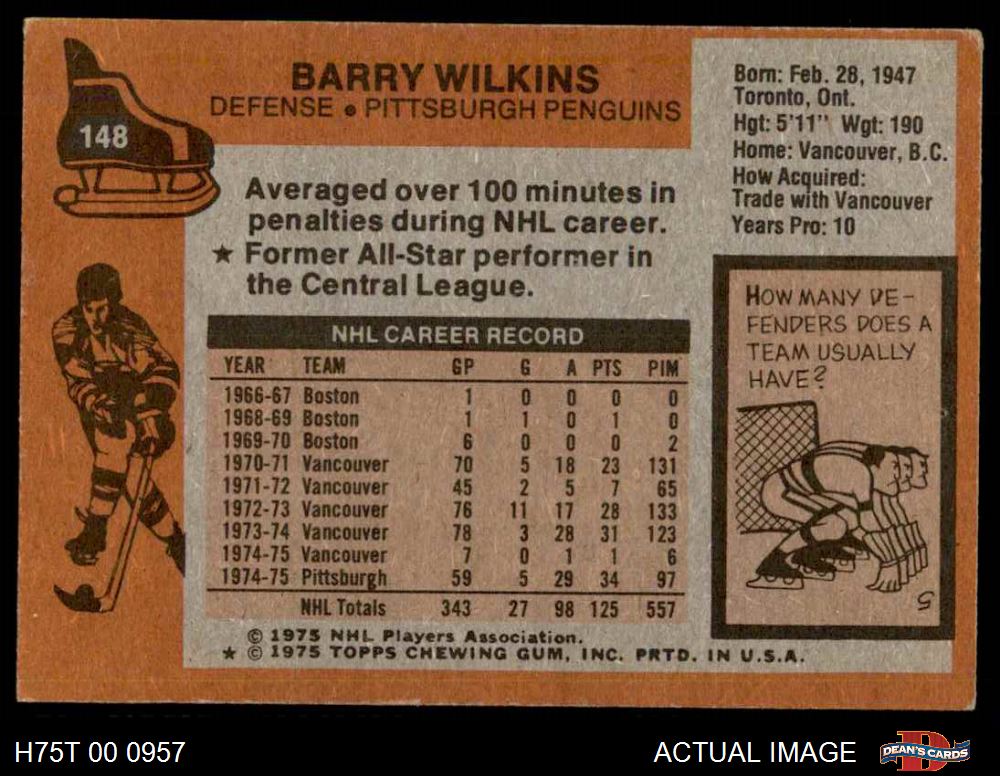 148
BARRY WILKINS
DEFENSE • PITTSBURGH PENGUINS
Born: Feb. 28, 1947
Toronto, Ont.
Hgt: 5'11" Wgt: 190
Home: Vancouver, B.C.
How Acquired:
Trade with Vancouver
Years Pro: 10
Averaged over 100 minutes in
penalties during NHL career.
★ Former All-Star performer in
the Central League.
NHL CAREER RECORD
YEAR TEAM GP G A PTS PIM
1966-67 Boston 1 0 0 0 0
1968-69 Boston 1 1 0 1 0
1969-70 Boston 6 0 0 0 2
1970-71 Vancouver 70 5 18 23 131
1971-72 Vancouver 45 2 5 7 65
1972-73 Vancouver 76 11 17 28 133
1973-74 Vancouver 78 3 28 31 123
1974-75 Vancouver 7 0 1 1 6
1974-75 Pittsburgh 59 5 29 34 97
NHL Totals 343 27 98 125 557
© 1975 NHL Players Association.
★ © 1975 TOPPS CHEWING GUM, INC. PRTD. IN U.S.A.
HOW MANY DE-
FENDERS DOES A
TEAM USUALLY
HAVE?
H75T 00 0957
ACTUAL IMAGE
DEAN'S CARDS